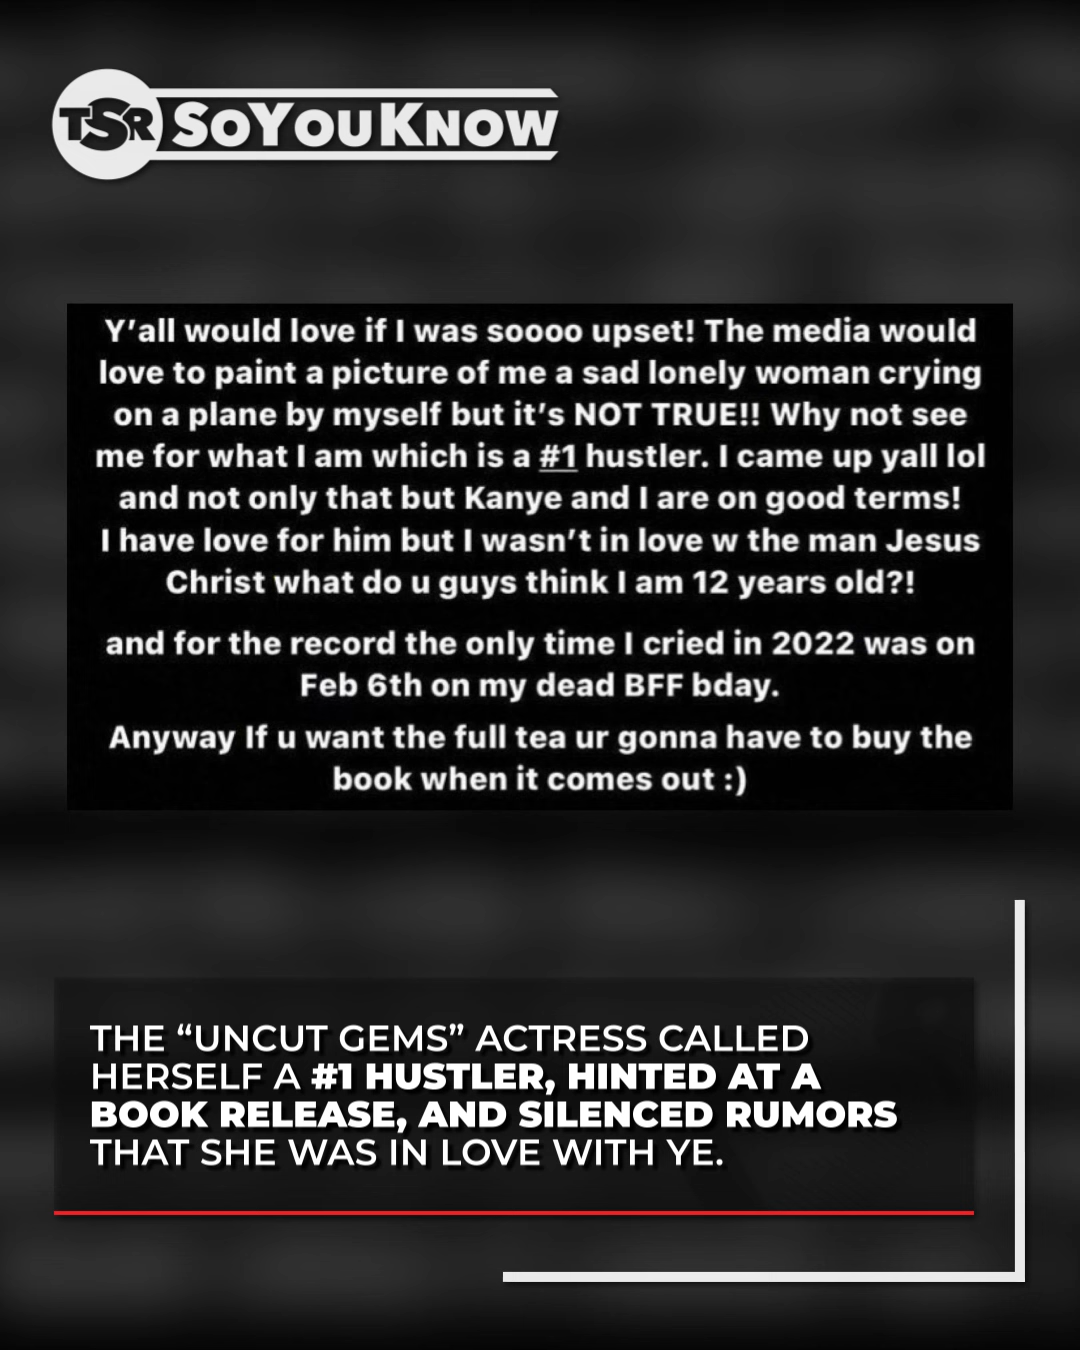 TSR SOYOUKNOW
Y'all would love if I was soooo upset! The media would
love to paint a picture of me a sad lonely woman crying
on a plane by myself but it's NOT TRUE!! Why not see
me for what I am which is a #1 hustler. I came up yall lol
and not only that but Kanye and I are on good terms!
I have love for him but I wasn't in love w the man Jesus
Christ what do u guys think I am 12 years old?!
and for the record the only time I cried in 2022 was on
Feb 6th on my dead BFF bday.
Anyway If u want the full tea ur gonna have to buy the
book when it comes out :)
THE “UNCUT GEMS” ACTRESS CALLED
HERSELF A #1 HUSTLER, HINTED AT A
BOOK RELEASE, AND SILENCED RUMORS
THAT SHE WAS IN LOVE WITH YE.